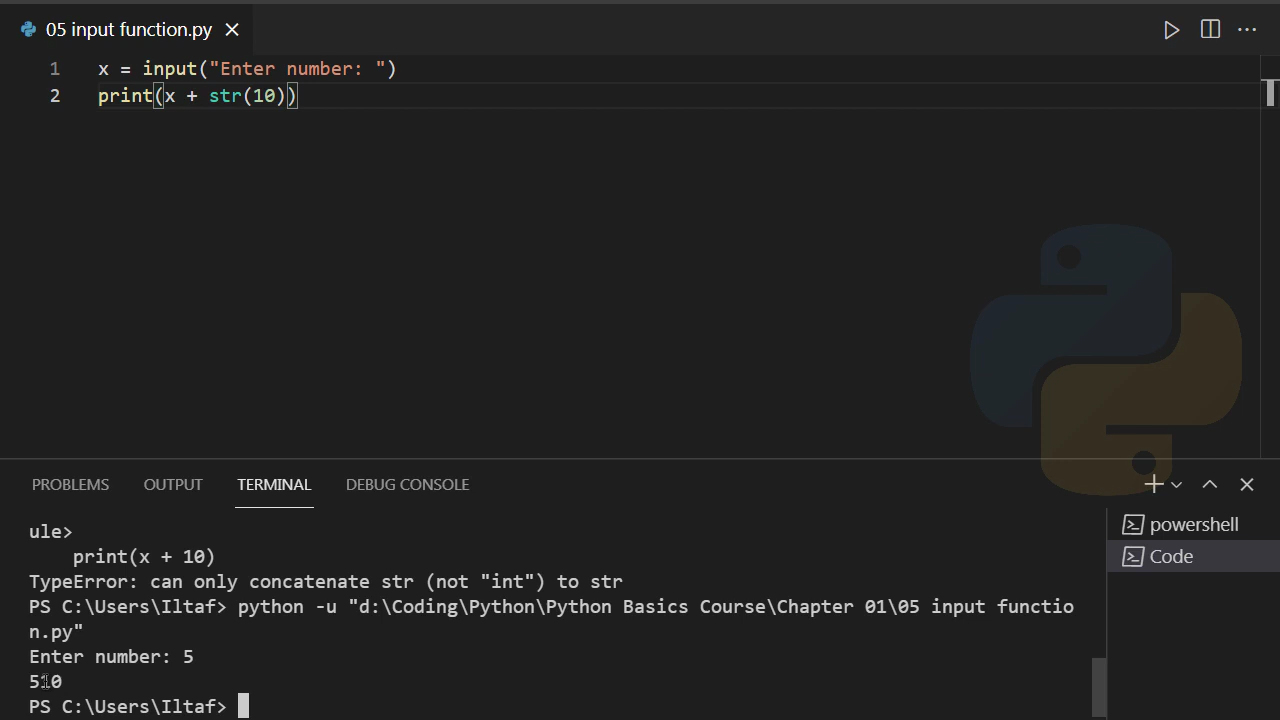 05 input function.py
1 x = input("Enter number: ")
2 print(x + str(10))
PROBLEMS OUTPUT TERMINAL DEBUG CONSOLE
ule>
    print(x + 10)
TypeError: can only concatenate str (not "int") to str
PS C:\Users\Iltaf> python -u "d:\Coding\Python\Python Basics Course\Chapter 01\05 input functio
n.py"
Enter number: 5
510
PS C:\Users\Iltaf>
powershell
Code